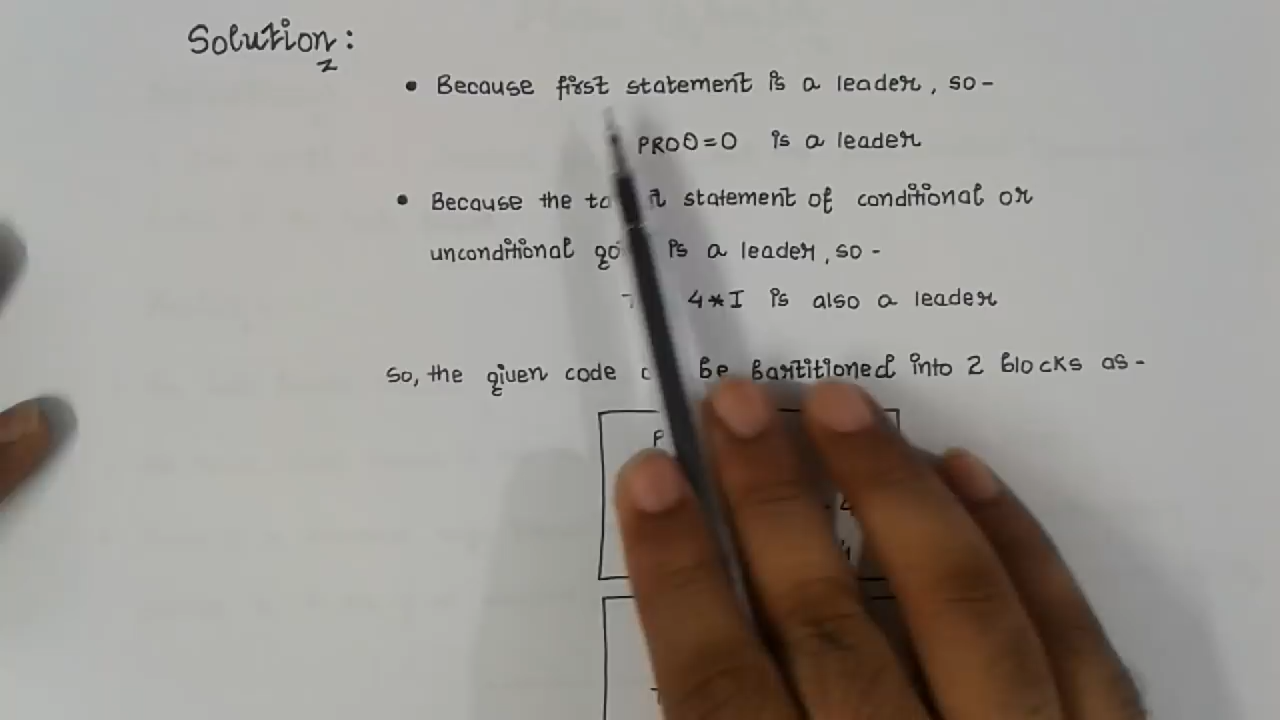 Solution:
• Because first statement is a leader, so -
PROD=0 is a leader
• Because the statement of conditional or
unconditional is a leader, so -
4*I is also a leader
So, the given code be partitioned into 2 blocks as -
P